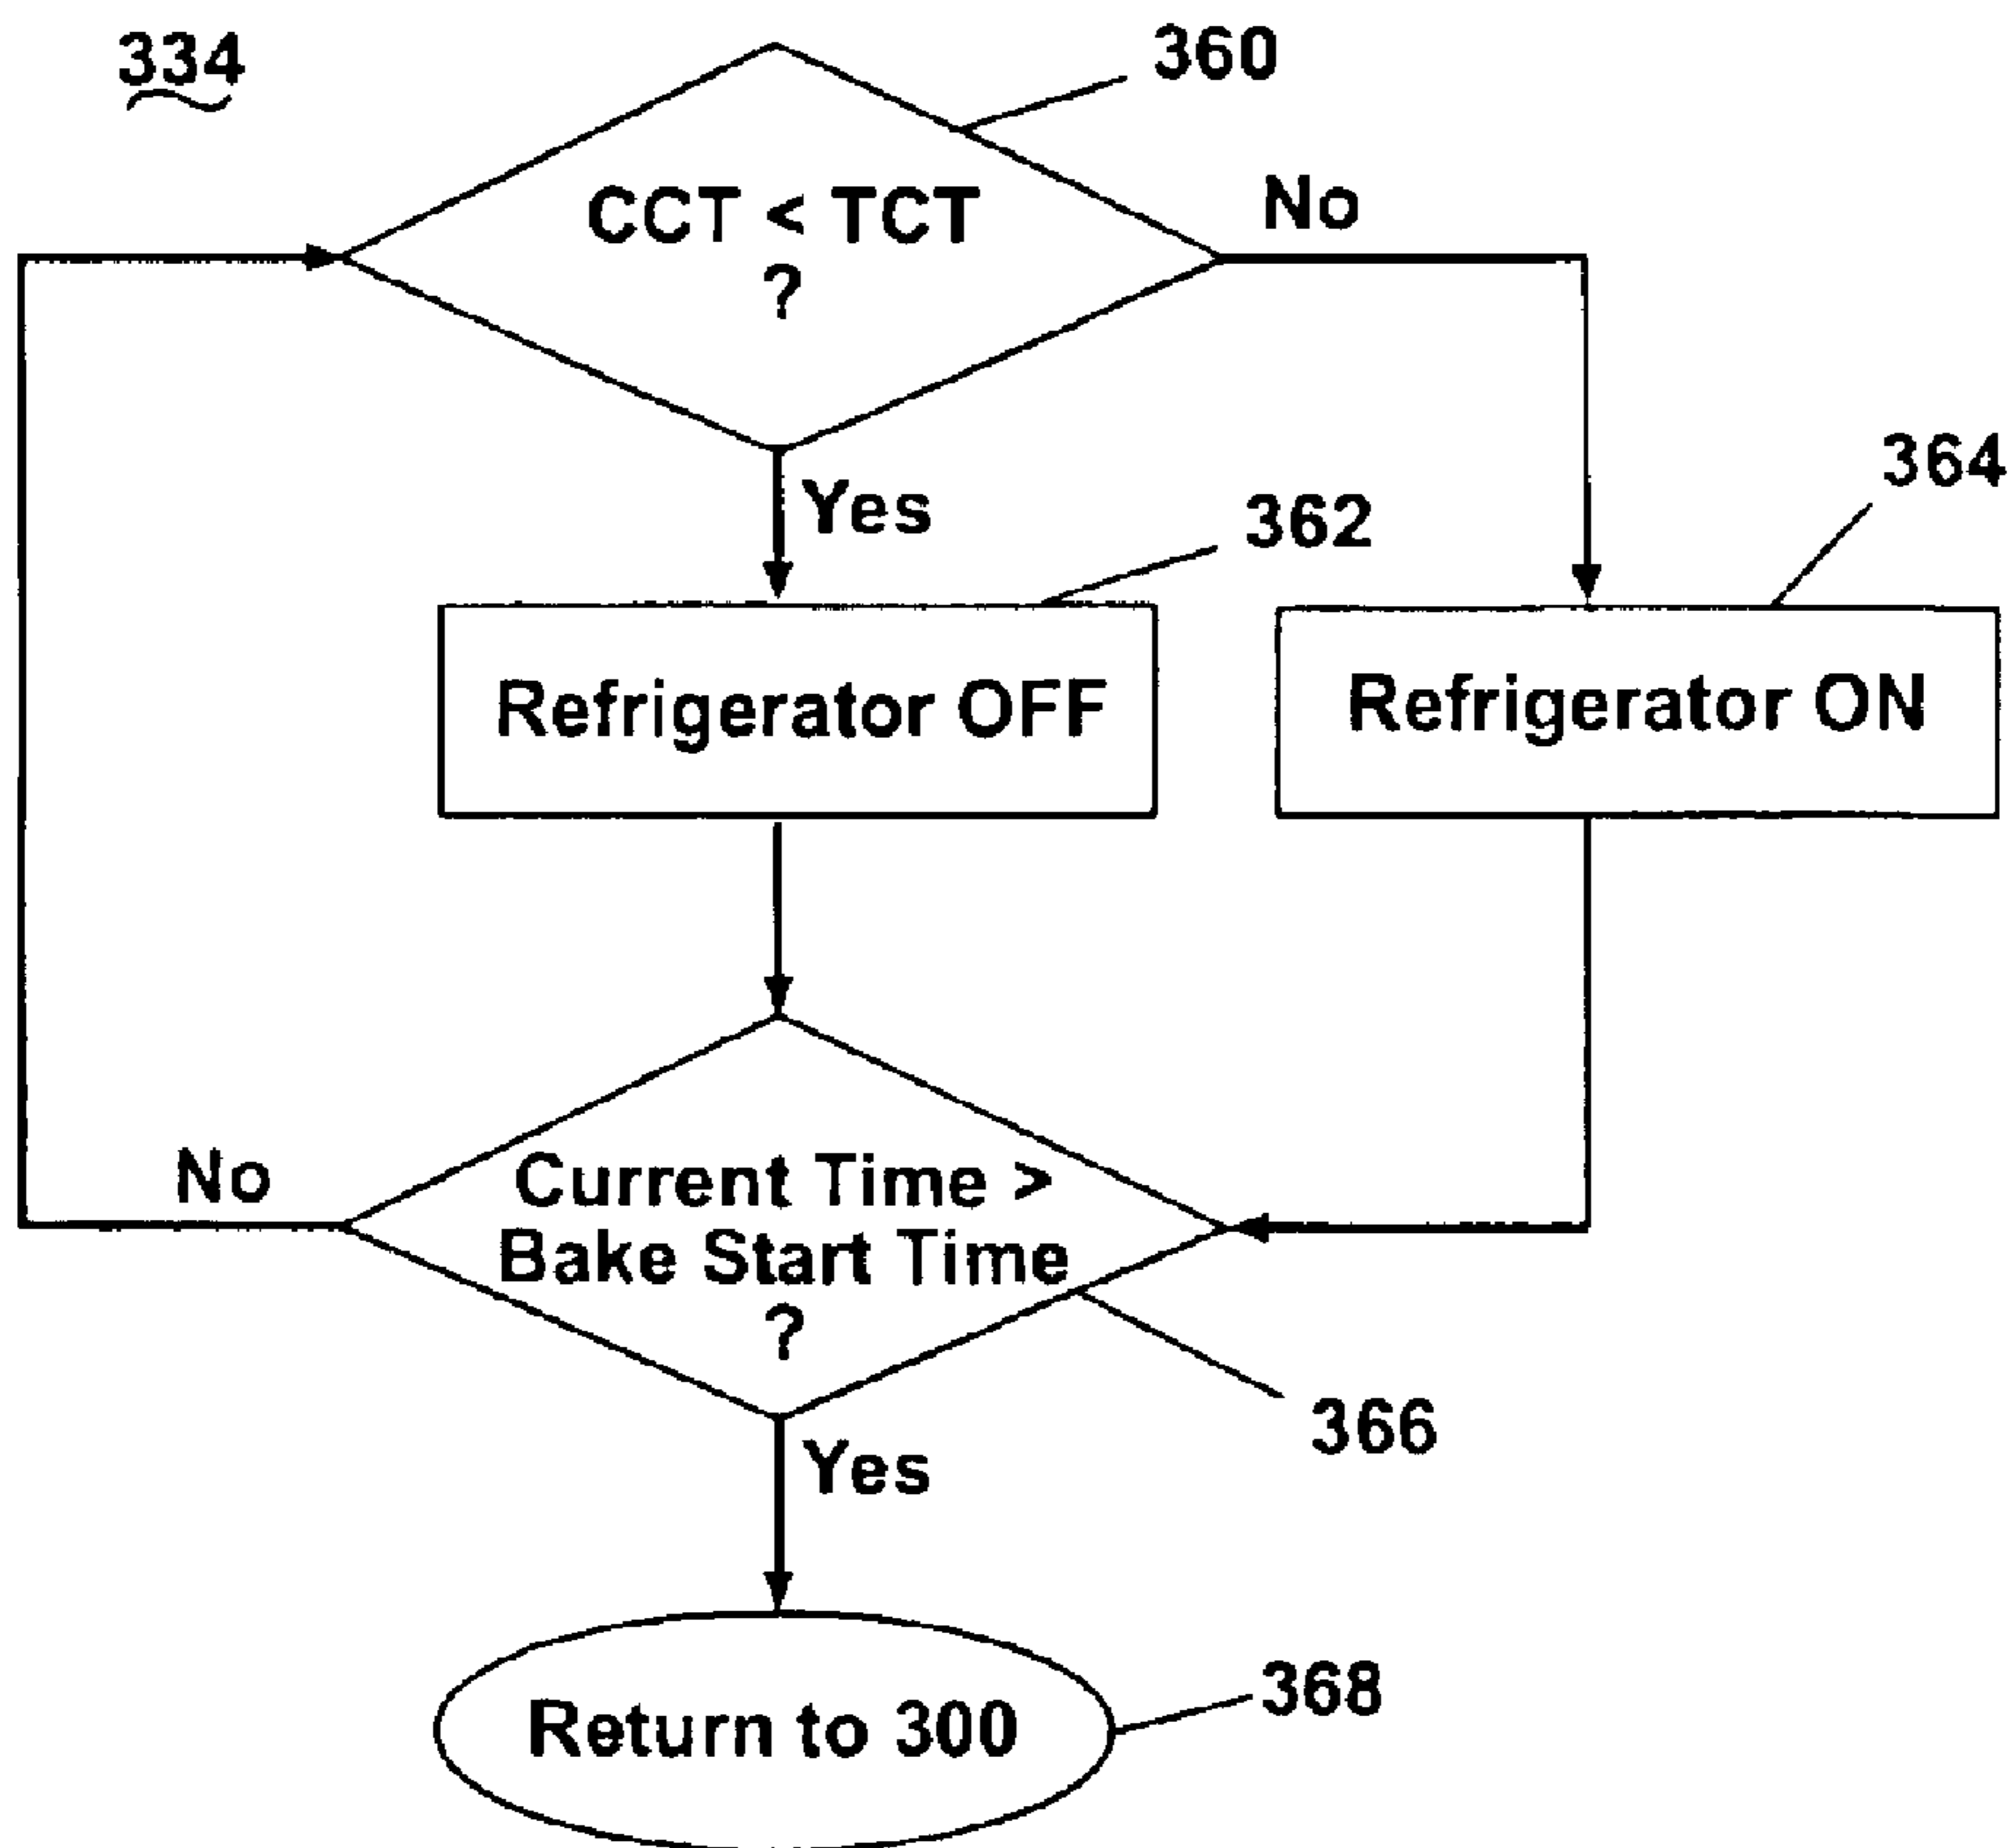 334
360
CCT < TCT
?
No
Yes
362
364
Refrigerator OFF
Refrigerator ON
No
Current Time >
Bake Start Time
?
366
Yes
Return to 300
368